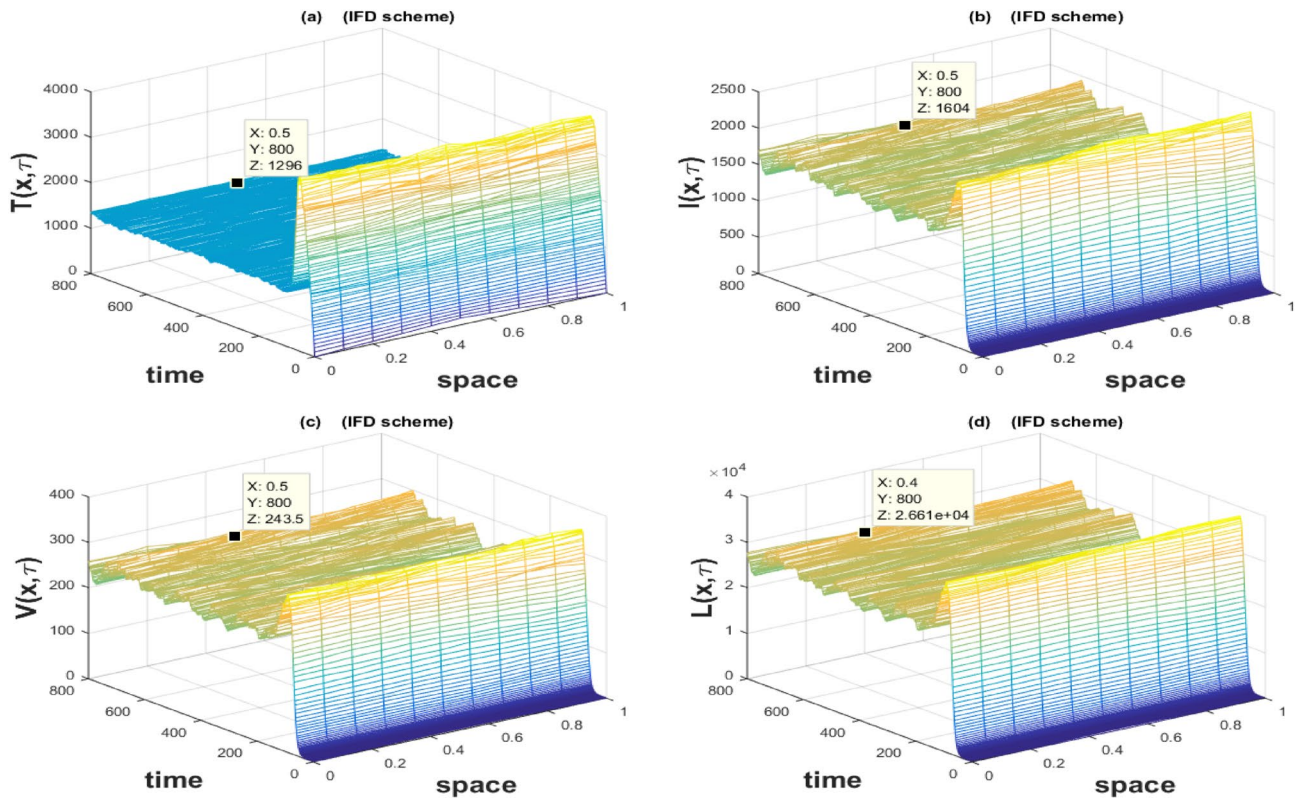 (a) (IFD scheme)
X: 0.5
Y: 800
Z: 1296
4000
3000
2000
1000
0
T(x,τ)
800
600
400
200
0
time
0
0.2
0.4
0.6
0.8
1
space
(b) (IFD scheme)
X: 0.5
Y: 800
Z: 1604
2500
2000
1500
1000
500
0
I(x,τ)
800
600
400
200
0
time
0
0.2
0.4
0.6
0.8
1
space
(c) (IFD scheme)
X: 0.5
Y: 800
Z: 243.5
400
300
200
100
0
V(x,τ)
800
600
400
200
0
time
0
0.2
0.4
0.6
0.8
1
space
(d) (IFD scheme)
X: 0.4
Y: 800
Z: 2.661e+04
× 10^4
4
3
2
1
0
L(x,τ)
800
600
400
200
0
time
0
0.2
0.4
0.6
0.8
1
space